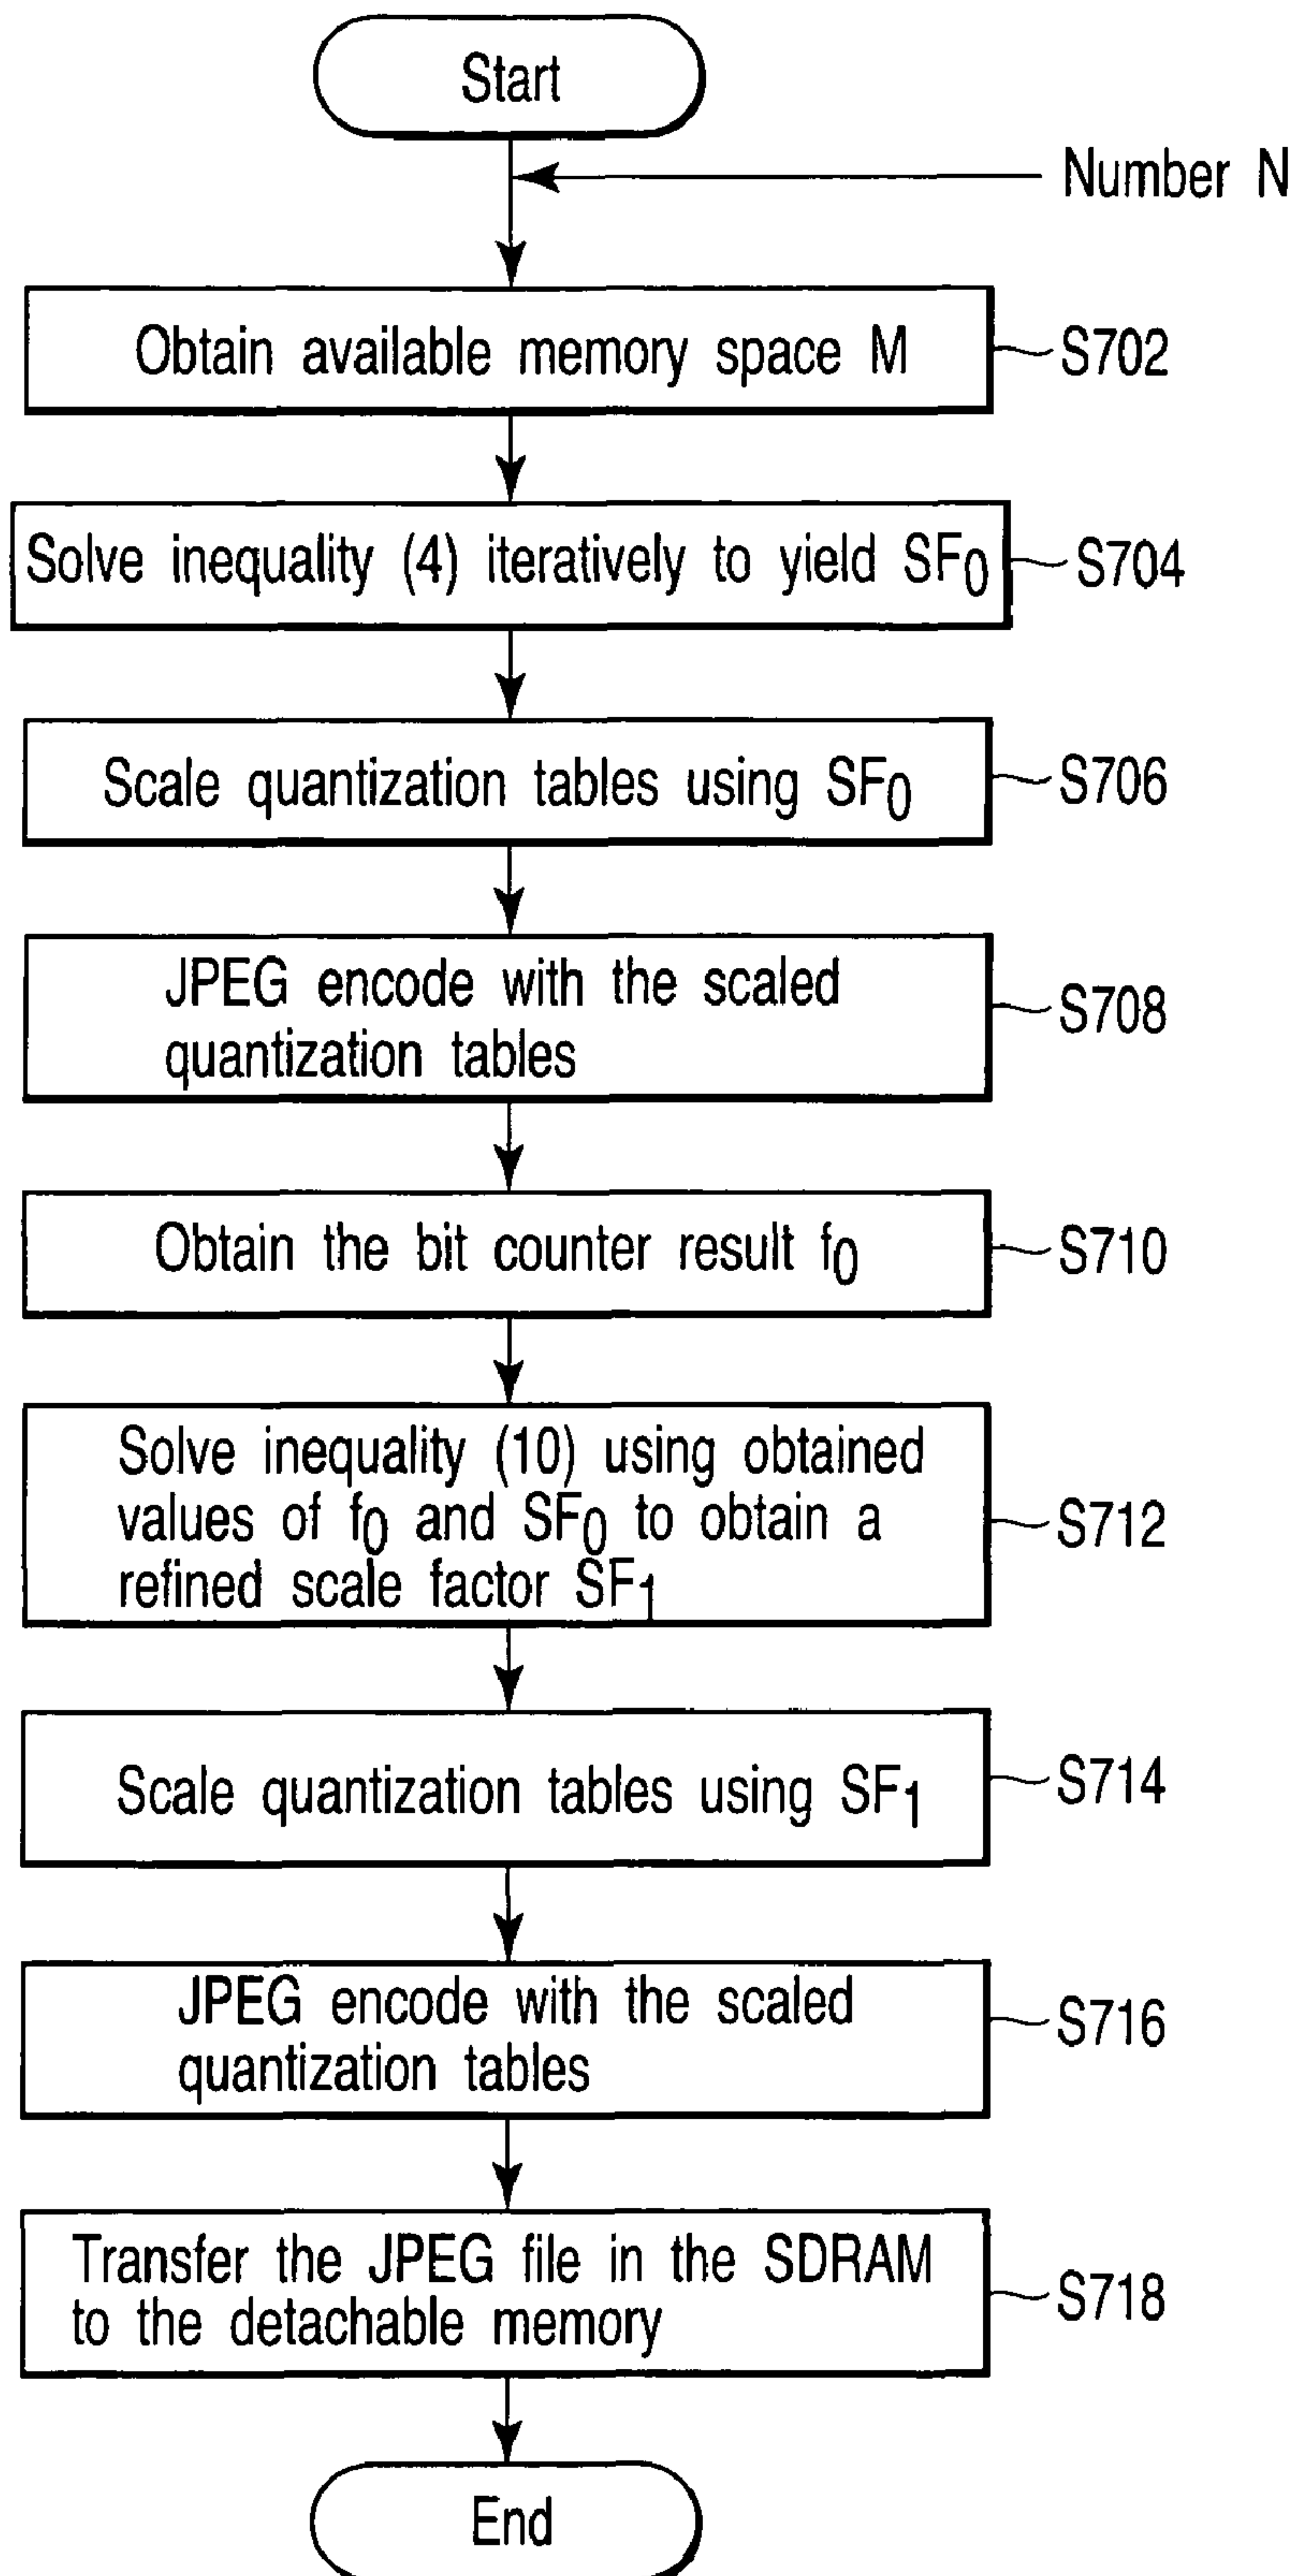 Start
Number N
Obtain available memory space M
S702
Solve inequality (4) iteratively to yield SF0
S704
Scale quantization tables using SF0
S706
JPEG encode with the scaled
quantization tables
S708
Obtain the bit counter result f0
S710
Solve inequality (10) using obtained
values of f0 and SF0 to obtain a
refined scale factor SF1
S712
Scale quantization tables using SF1
S714
JPEG encode with the scaled
quantization tables
S716
Transfer the JPEG file in the SDRAM
to the detachable memory
S718
End